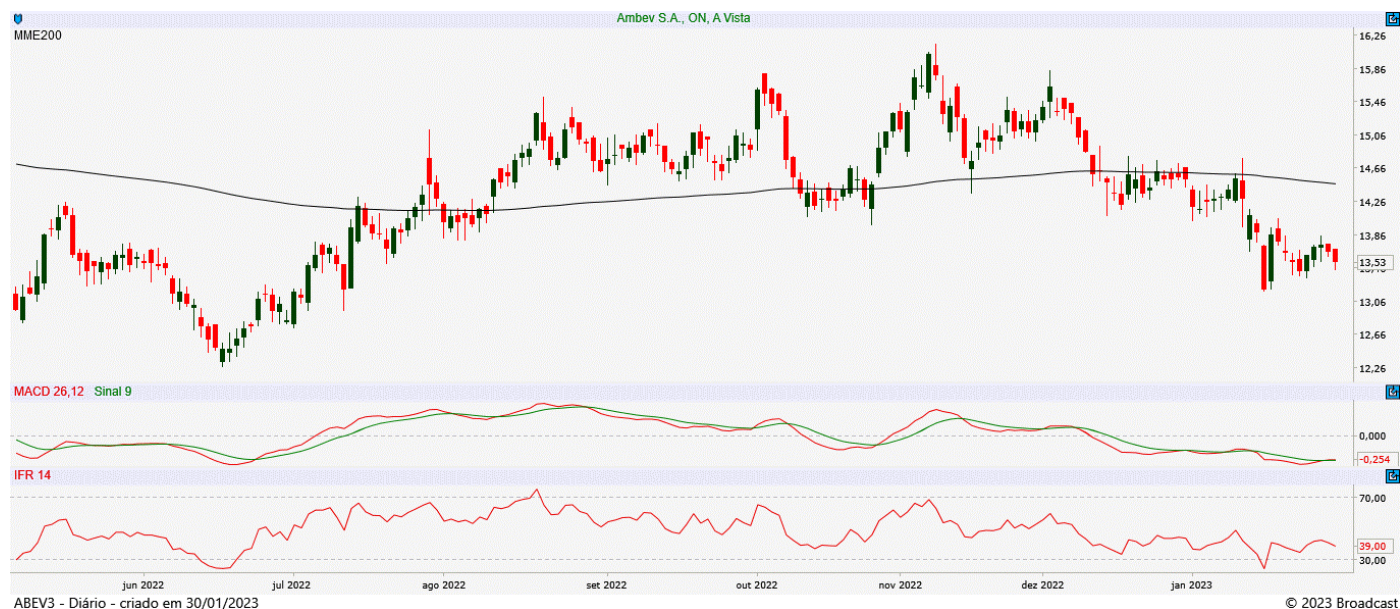 Ambev S.A., ON, A Vista
MME200
16,26
15,86
15,46
15,06
14,66
14,26
13,86
13,53
13,06
12,66
12,26
MACD 26,12 Sinal 9
0,000
-0,254
IFR 14
70,00
39,00
30,00
jun 2022 jul 2022 ago 2022 set 2022 out 2022 nov 2022 dez 2022 jan 2023
ABEV3 - Diário - criado em 30/01/2023 © 2023 Broadcast